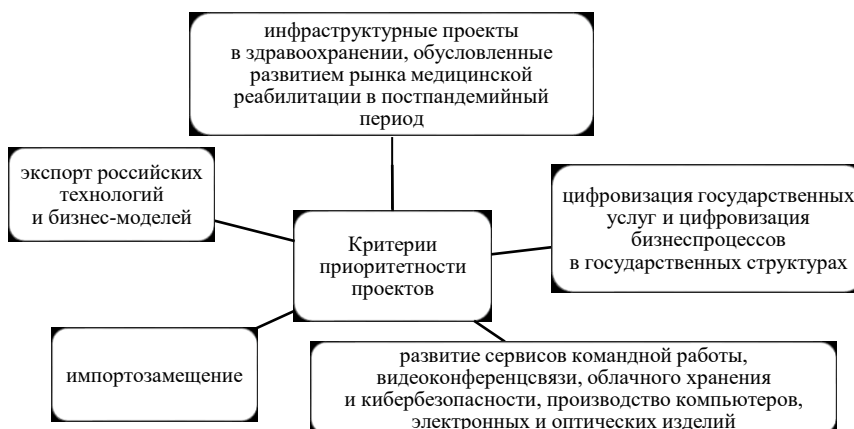 инфраструктурные проекты
в здравоохранении, обусловленные
развитием рынка медицинской
реабилитации в постпандемийный
период
экспорт российских
технологий
и бизнес-моделей
цифровизация государственных
услуг и цифровизация
бизнеспроцессов
в государственных структурах
Критерии
приоритетности
проектов
импортозамещение
развитие сервисов командной работы,
видеоконференцсвязи, облачного хранения
и кибербезопасности, производство компьютеров,
электронных и оптических изделий